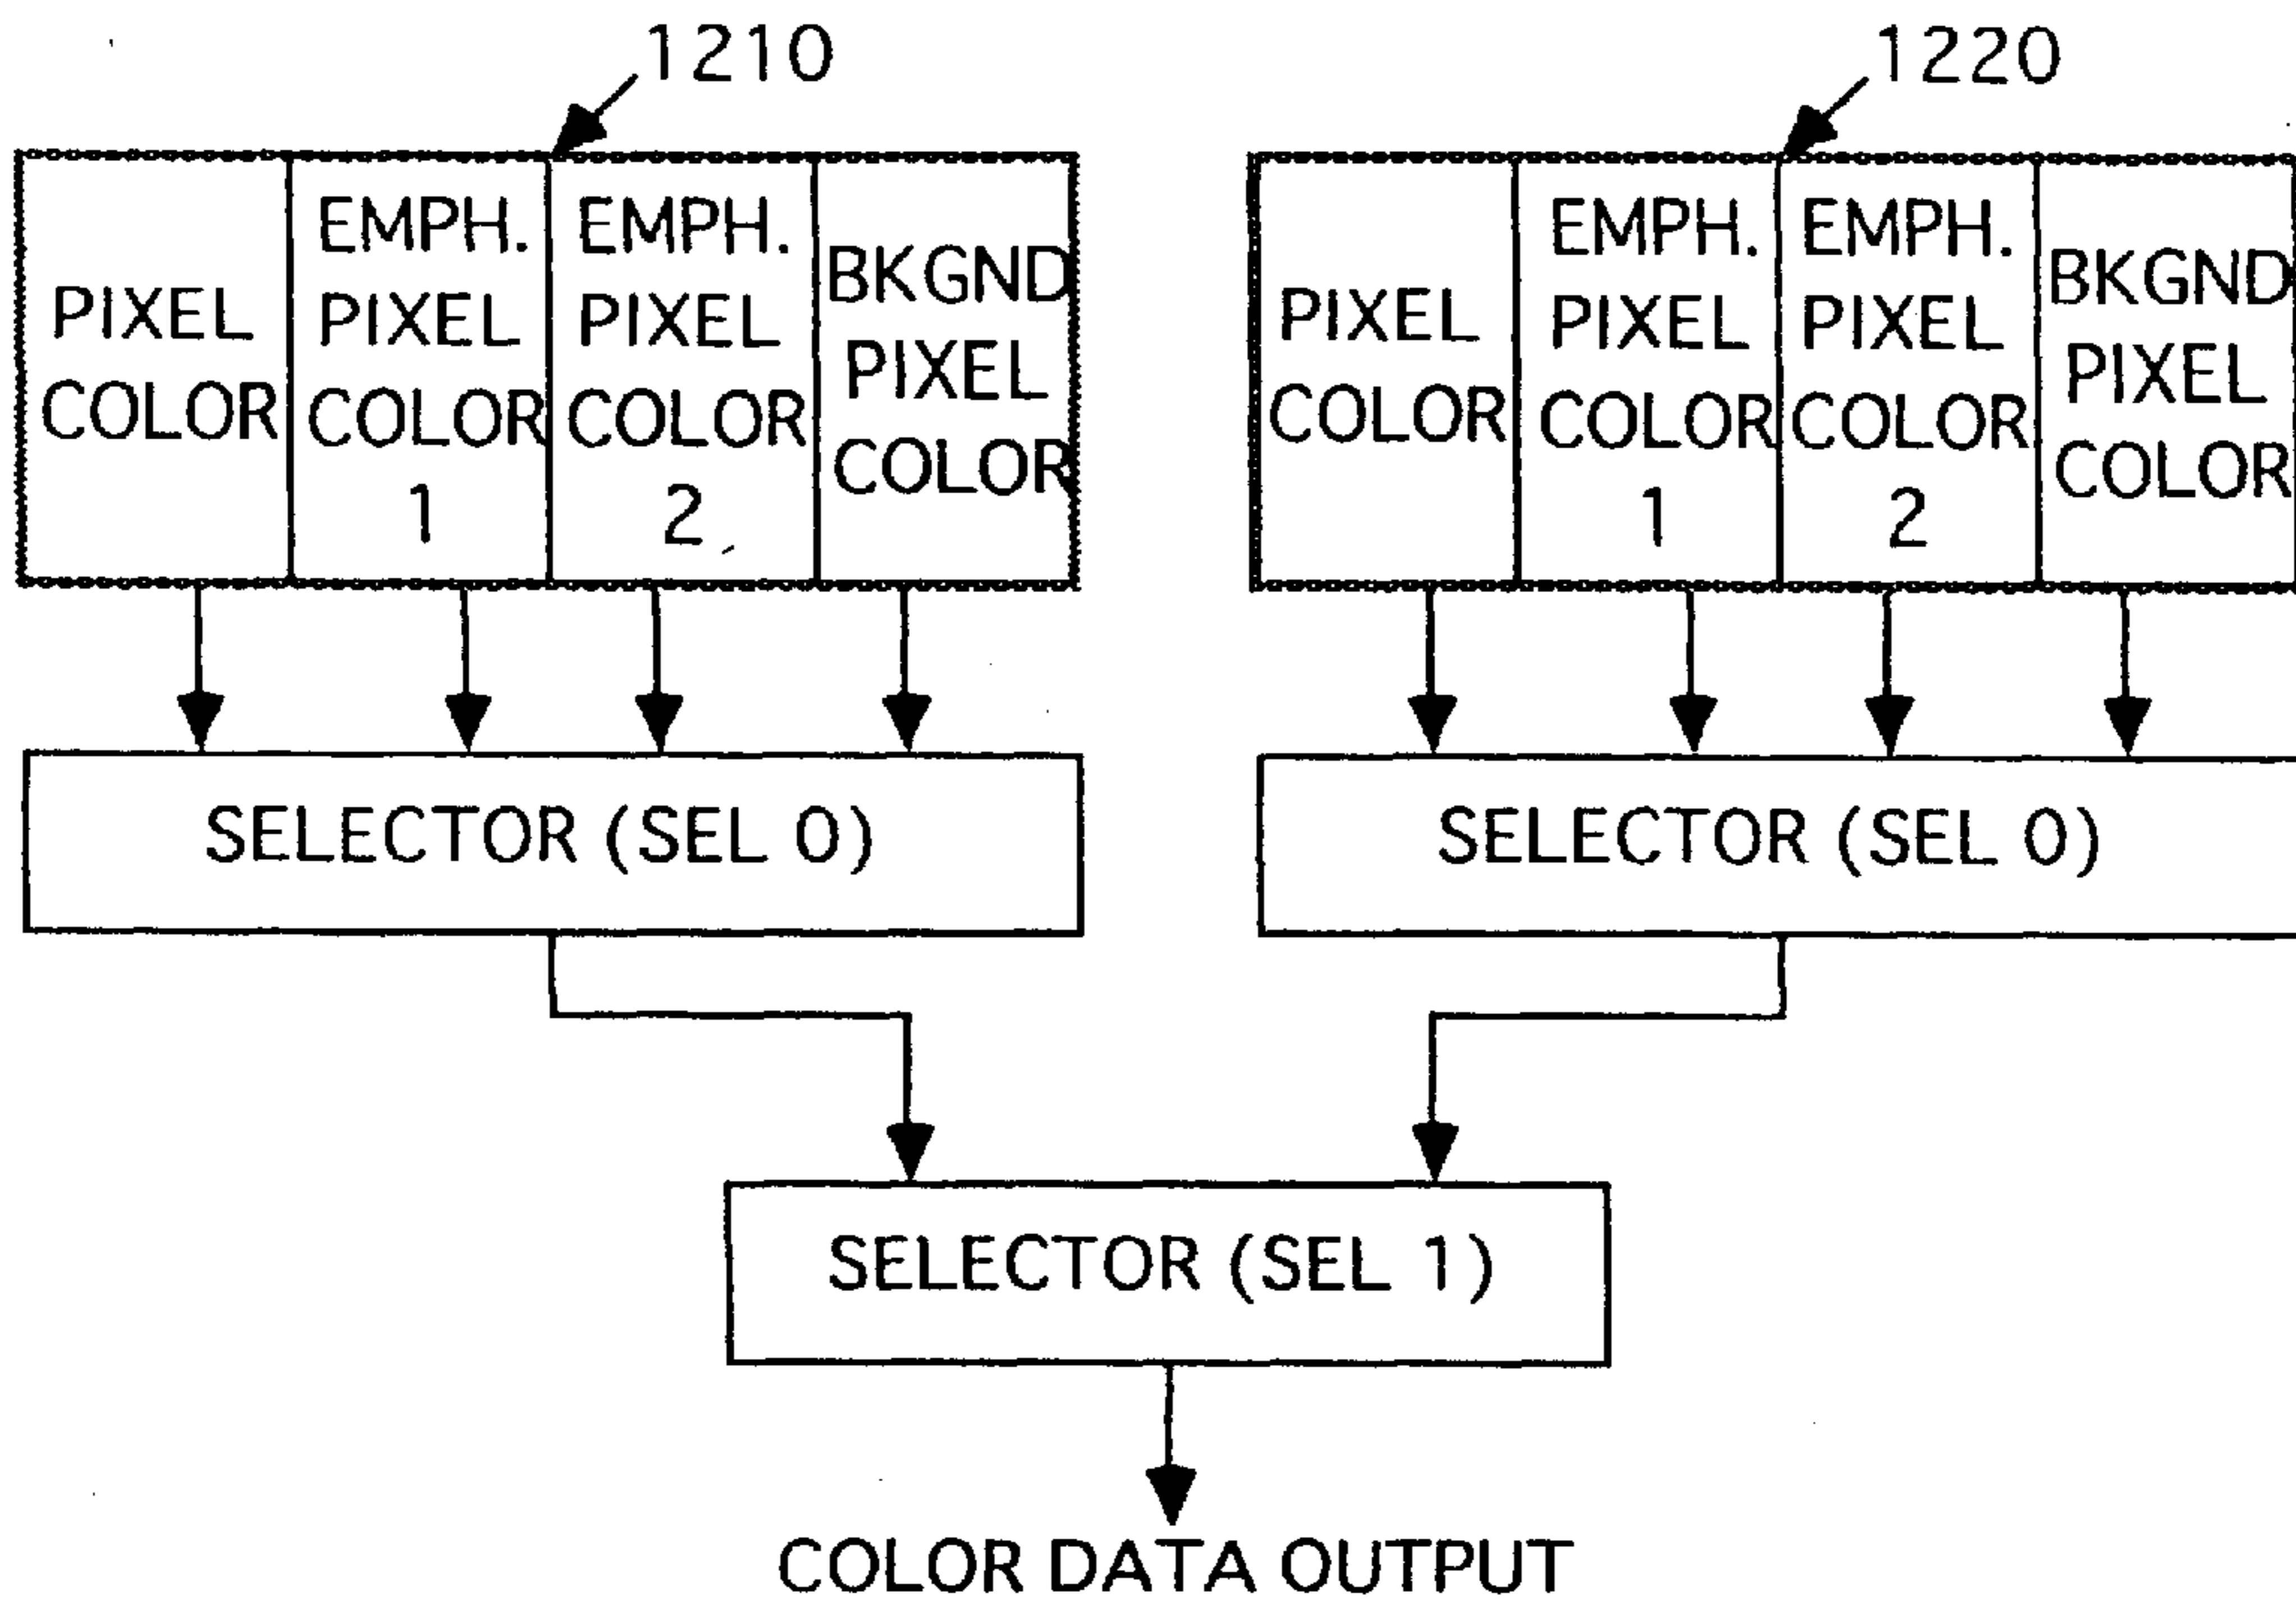 1210
1220
PIXEL
COLOR
EMPH.
PIXEL
COLOR
1
EMPH.
PIXEL
COLOR
2
BKGND
PIXEL
COLOR
PIXEL
COLOR
EMPH.
PIXEL
COLOR
1
EMPH.
PIXEL
COLOR
2
BKGND
PIXEL
COLOR
SELECTOR (SEL 0)
SELECTOR (SEL 0)
SELECTOR (SEL 1)
COLOR DATA OUTPUT